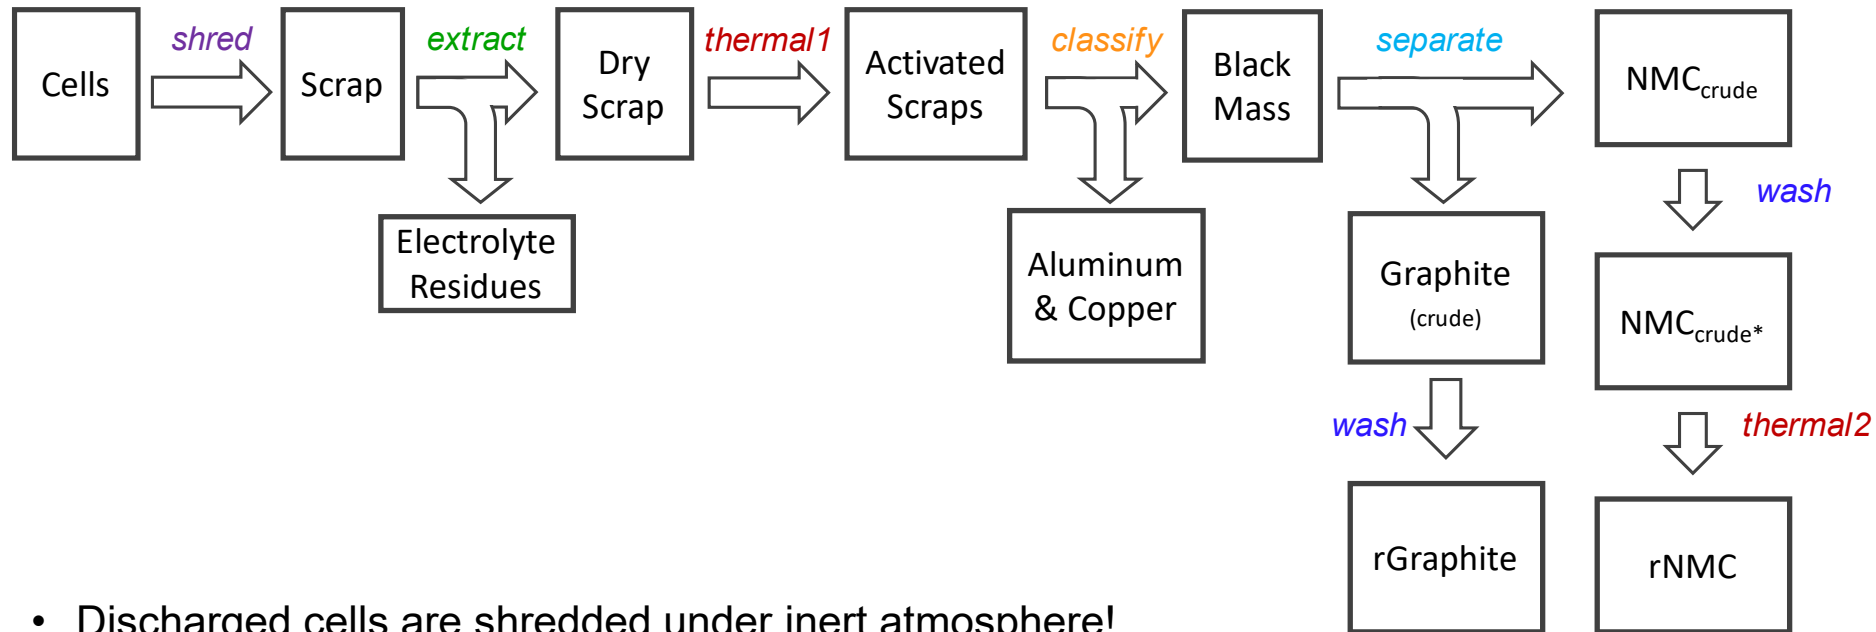 shred
extract
thermal1
classify
separate
Cells
Scrap
Dry
Scrap
Activated
Scraps
Black
Mass
NMCcrude
wash
Electrolyte
Residues
Aluminum
& Copper
Graphite
(crude)
NMCcrude*
wash
thermal2
rGraphite
rNMC
• Discharged cells are shredded under inert atmosphere!